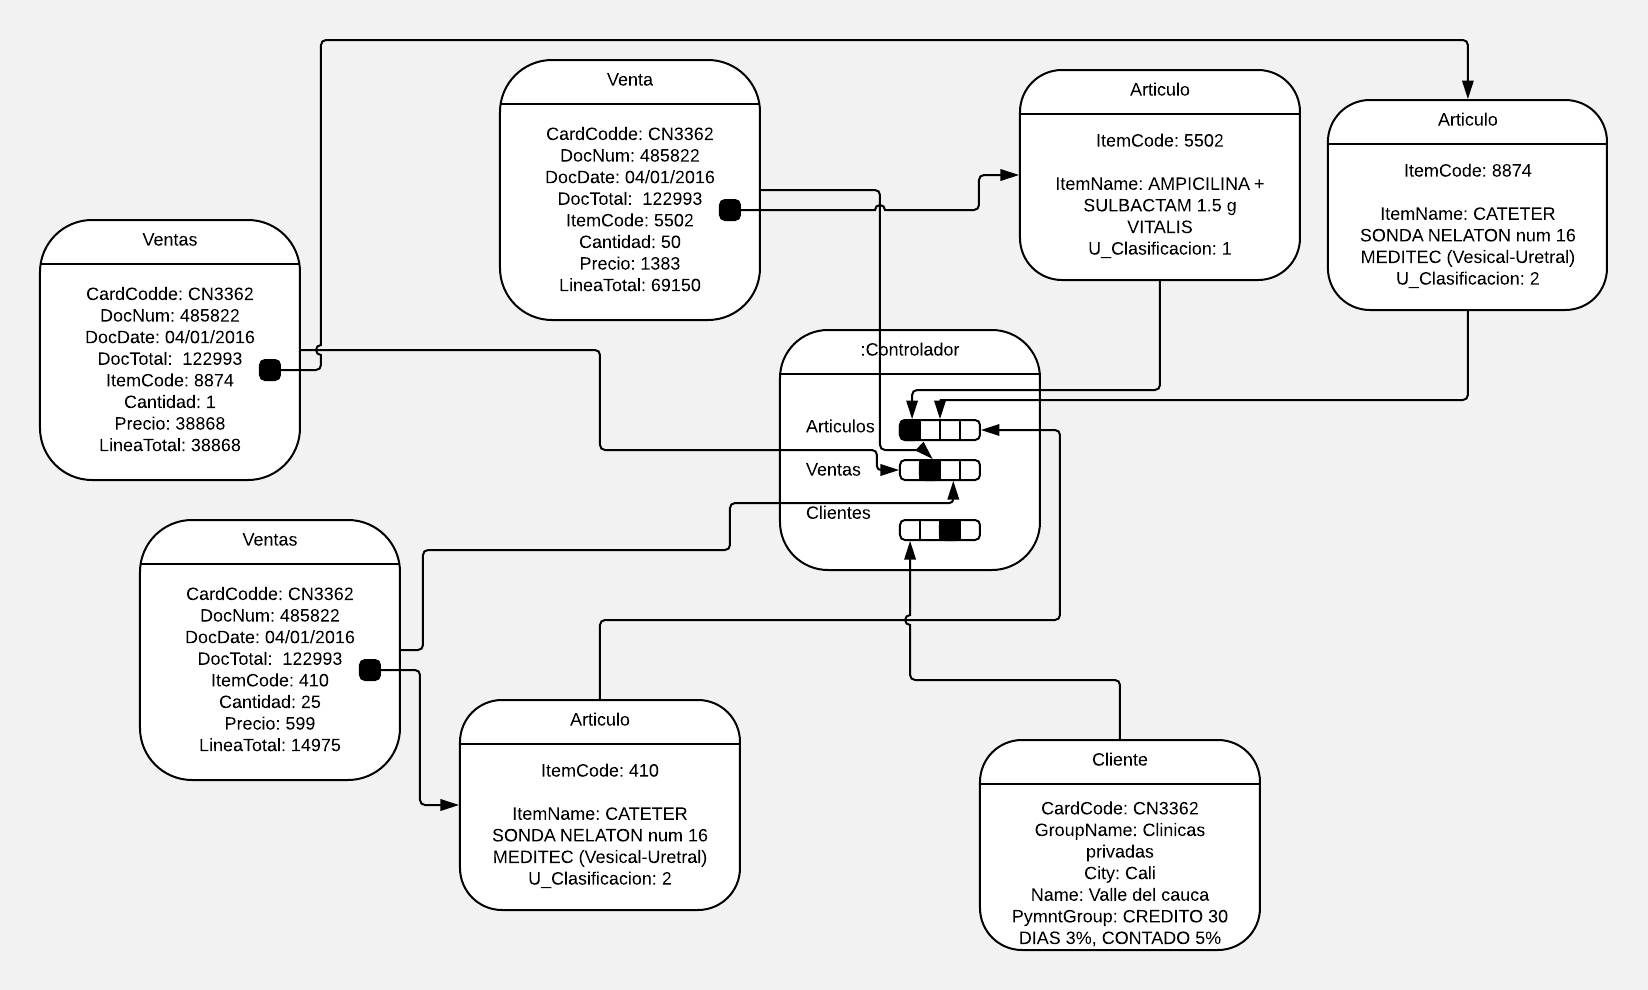 Venta
CardCodde: CN3362
DocNum: 485822
DocDate: 04/01/2016
DocTotal:  122993
ItemCode: 5502
Cantidad: 50
Precio: 1383
LineaTotal: 69150
Articulo
ItemCode: 5502
ItemName: AMPICILINA +
SULBACTAM 1.5 g
VITALIS
U_Clasificacion: 1
Articulo
ItemCode: 8874
ItemName: CATETER
SONDA NELATON num 16
MEDITEC (Vesical-Uretral)
U_Clasificacion: 2
Ventas
CardCodde: CN3362
DocNum: 485822
DocDate: 04/01/2016
DocTotal:  122993
ItemCode: 8874
Cantidad: 1
Precio: 38868
LineaTotal: 38868
:Controlador
Articulos
Ventas
Clientes
Ventas
CardCodde: CN3362
DocNum: 485822
DocDate: 04/01/2016
DocTotal:  122993
ItemCode: 410
Cantidad: 25
Precio: 599
LineaTotal: 14975
Articulo
ItemCode: 410
ItemName: CATETER
SONDA NELATON num 16
MEDITEC (Vesical-Uretral)
U_Clasificacion: 2
Cliente
CardCode: CN3362
GroupName: Clinicas
privadas
City: Cali
Name: Valle del cauca
PymntGroup: CREDITO 30
DIAS 3%, CONTADO 5%